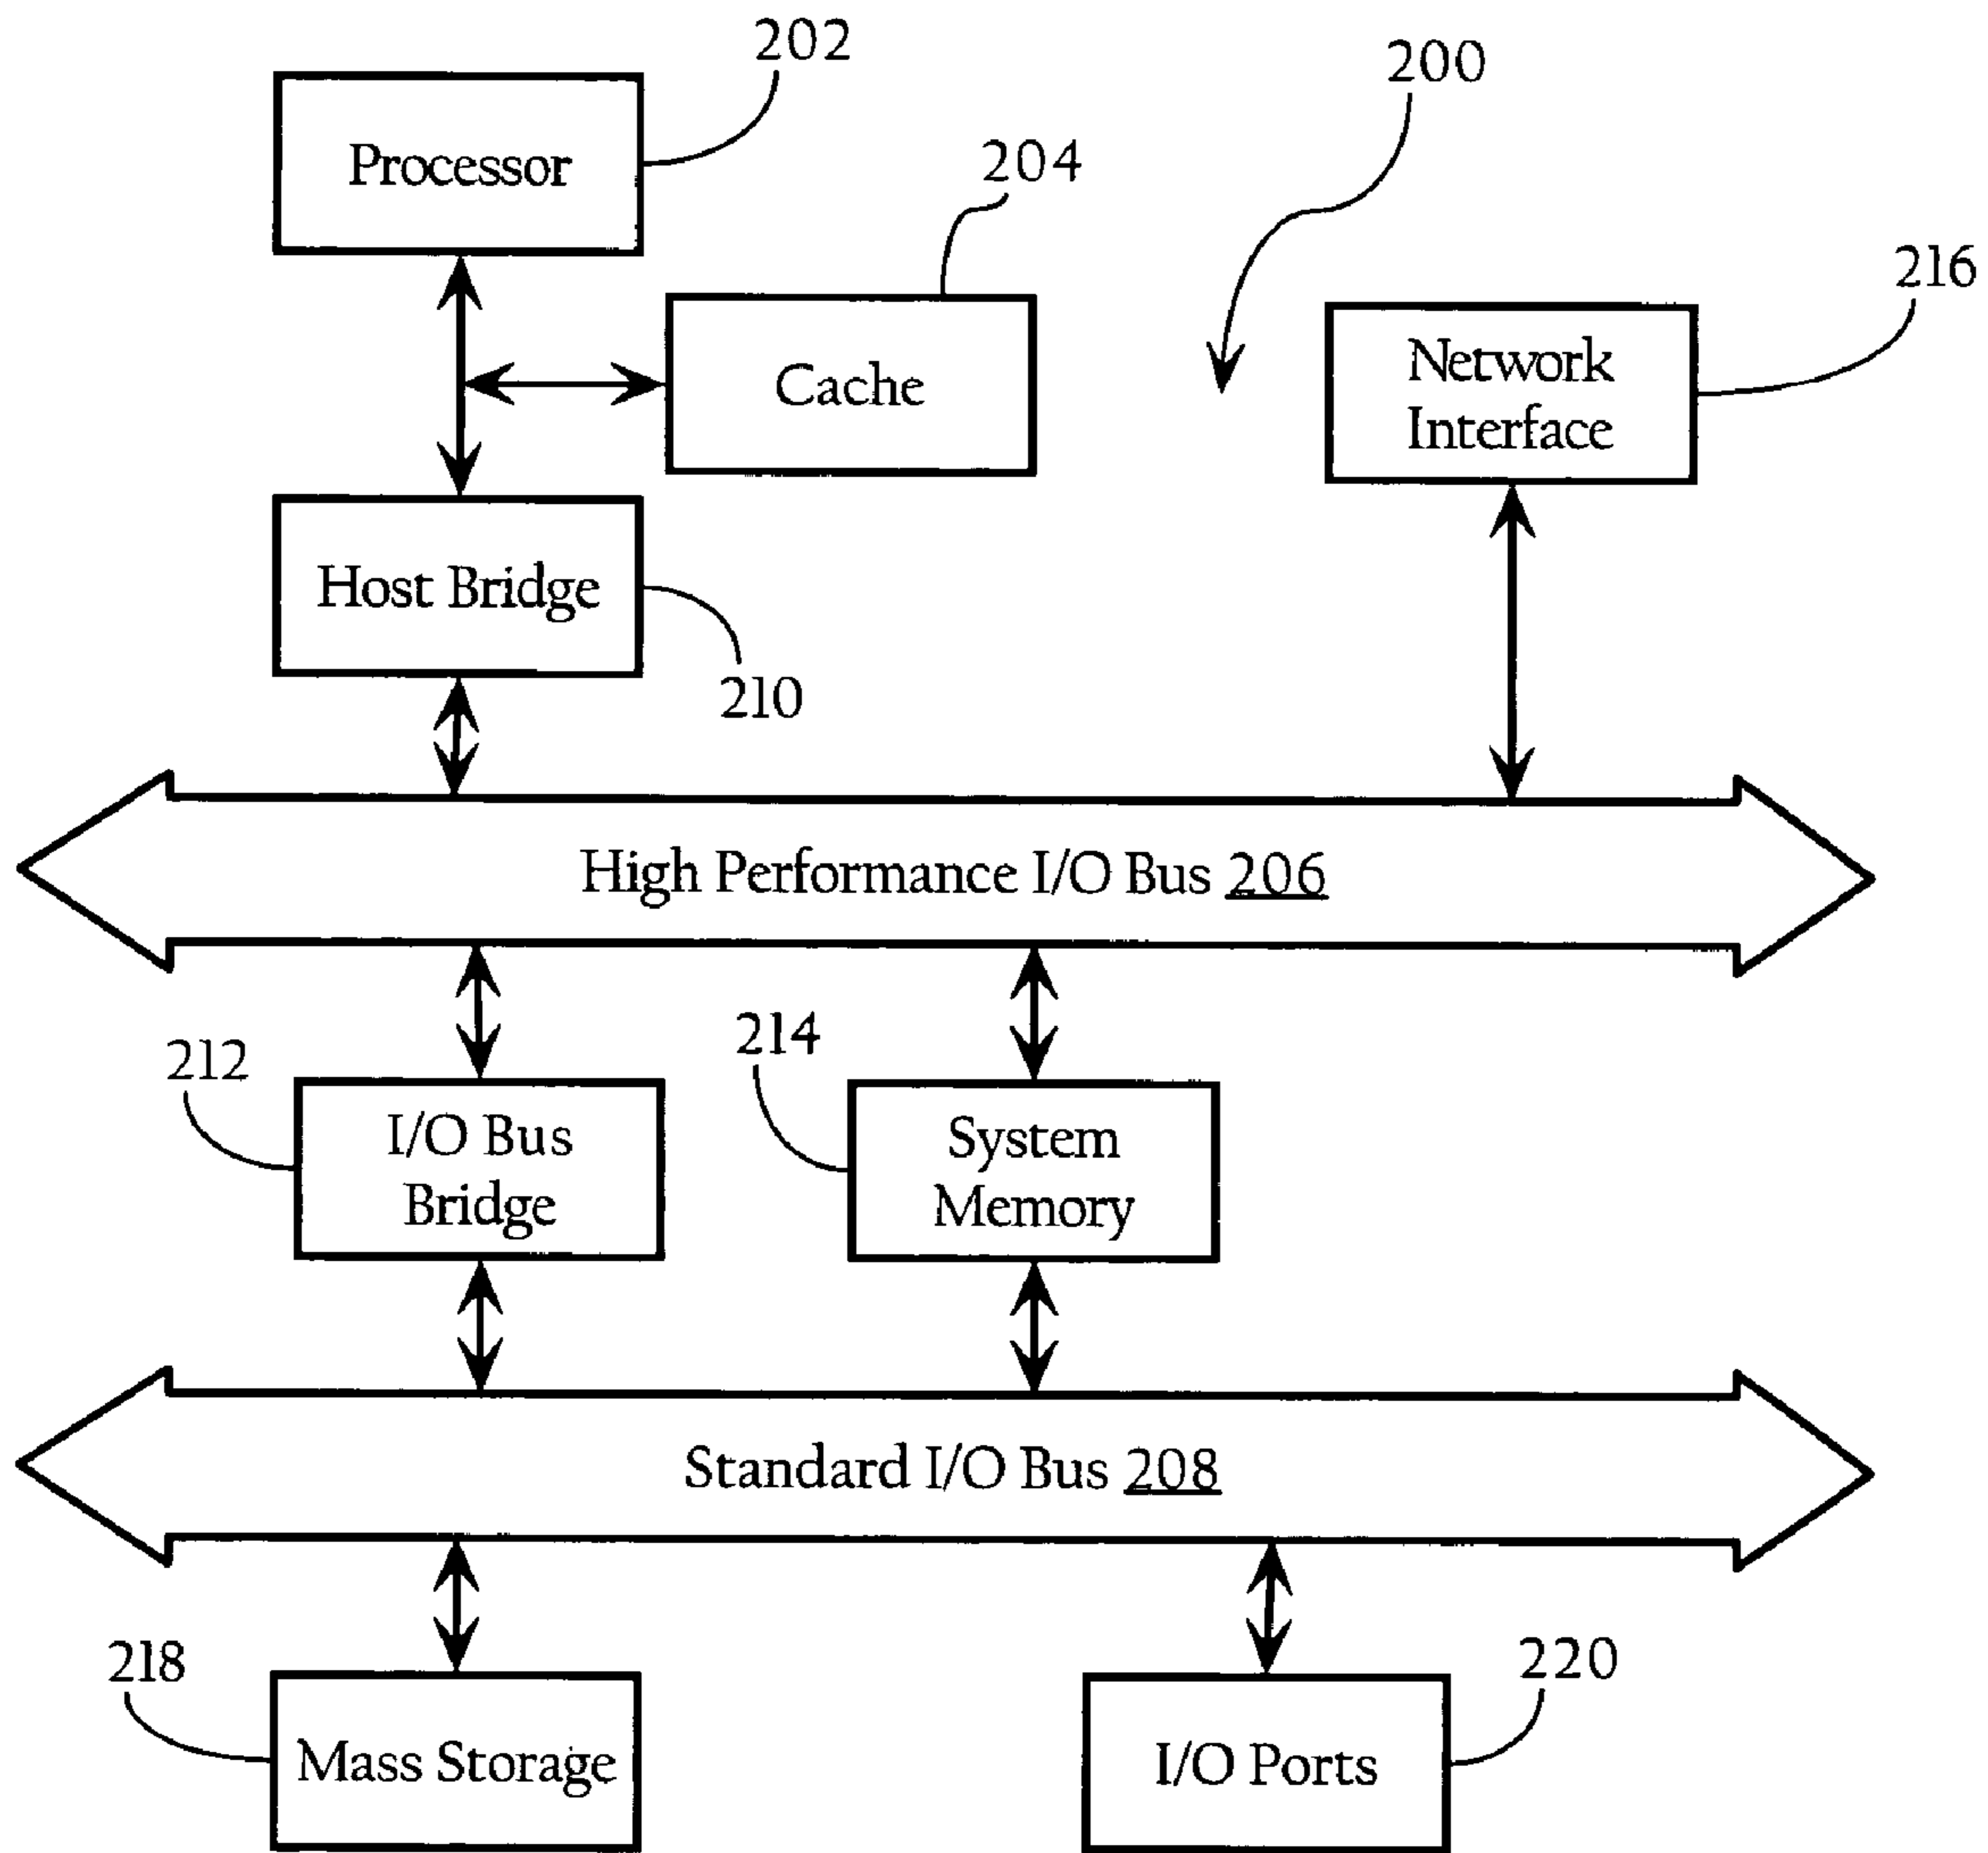 202
200
Processor
204
216
Cache
Network
Interface
Host Bridge
210
High Performance I/O Bus 206
212
214
I/O Bus
Bridge
System
Memory
Standard I/O Bus 208
218
220
Mass Storage
I/O Ports